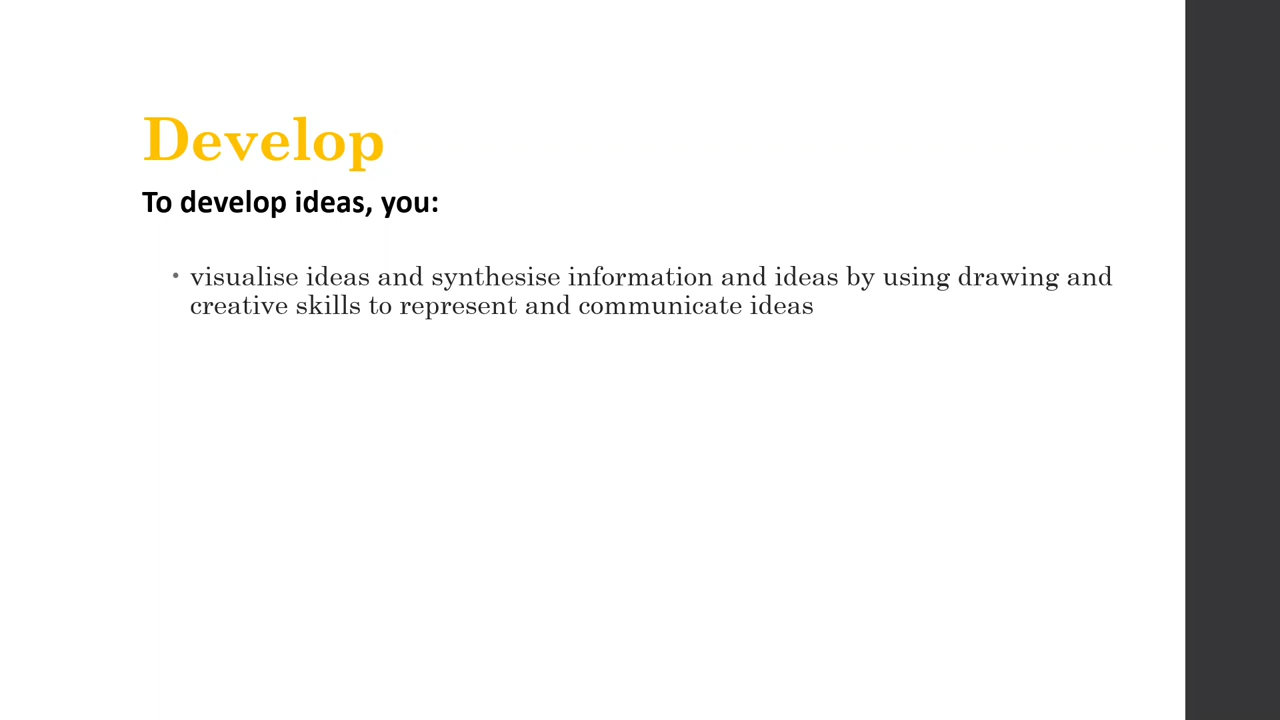 Develop
To develop ideas, you:
• visualise ideas and synthesise information and ideas by using drawing and
creative skills to represent and communicate ideas